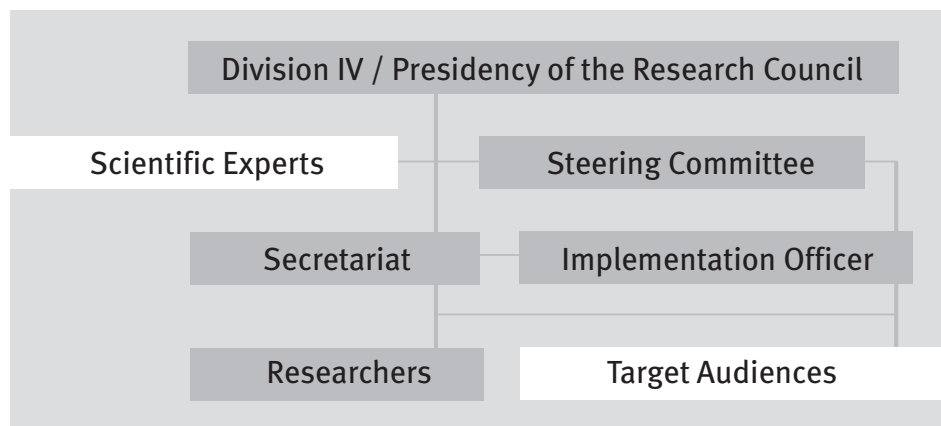 Division IV / Presidency of the Research Council
Scientific Experts
Steering Committee
Secretariat
Implementation Officer
Researchers
Target Audiences